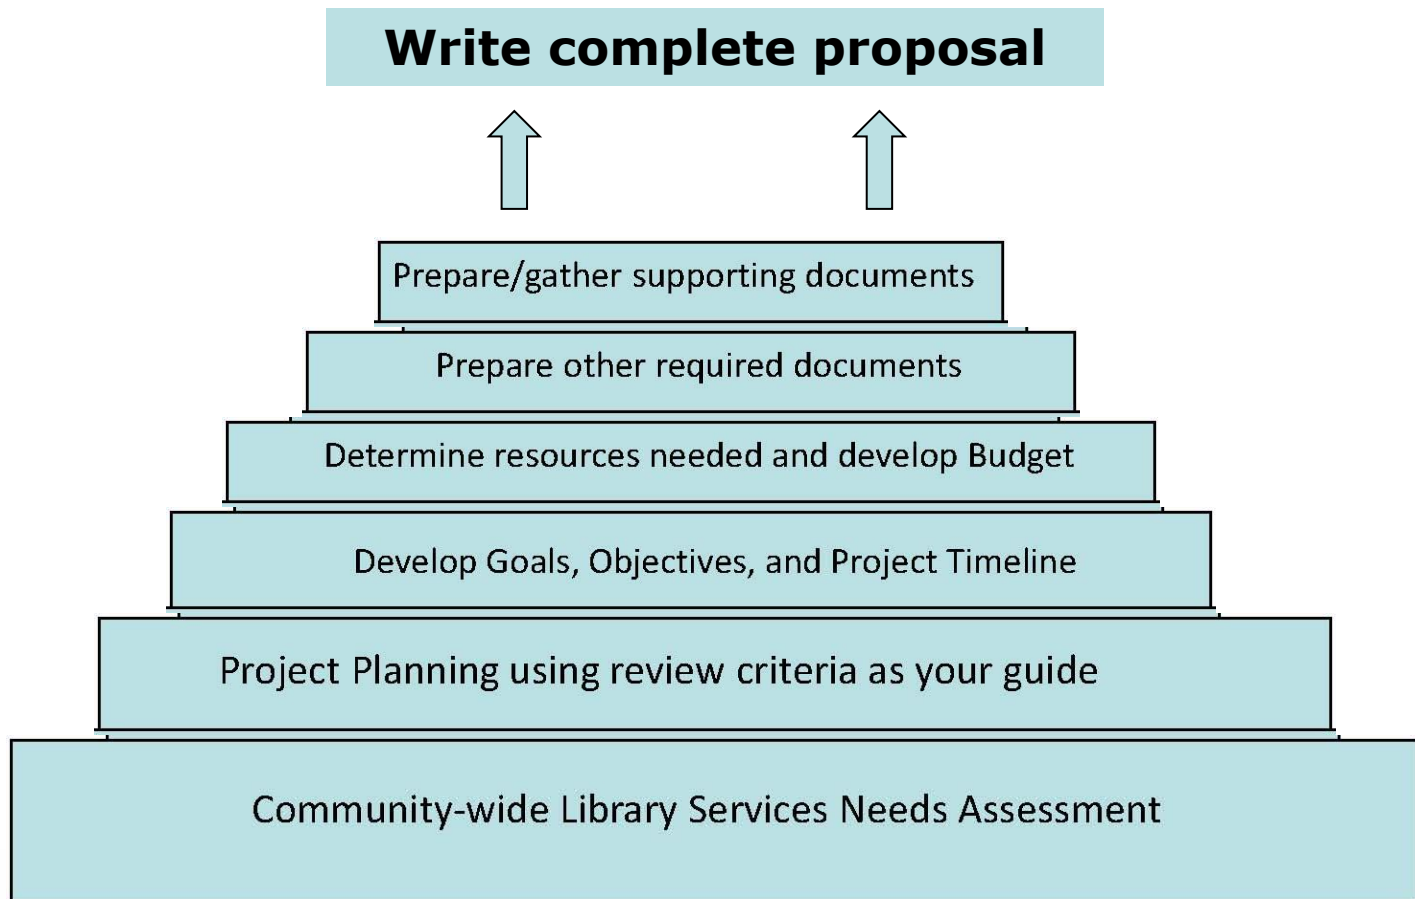 Write complete proposal
Prepare/gather supporting documents
Prepare other required documents
Determine resources needed and develop Budget
Develop Goals, Objectives, and Project Timeline
Project Planning using review criteria as your guide
Community-wide Library Services Needs Assessment